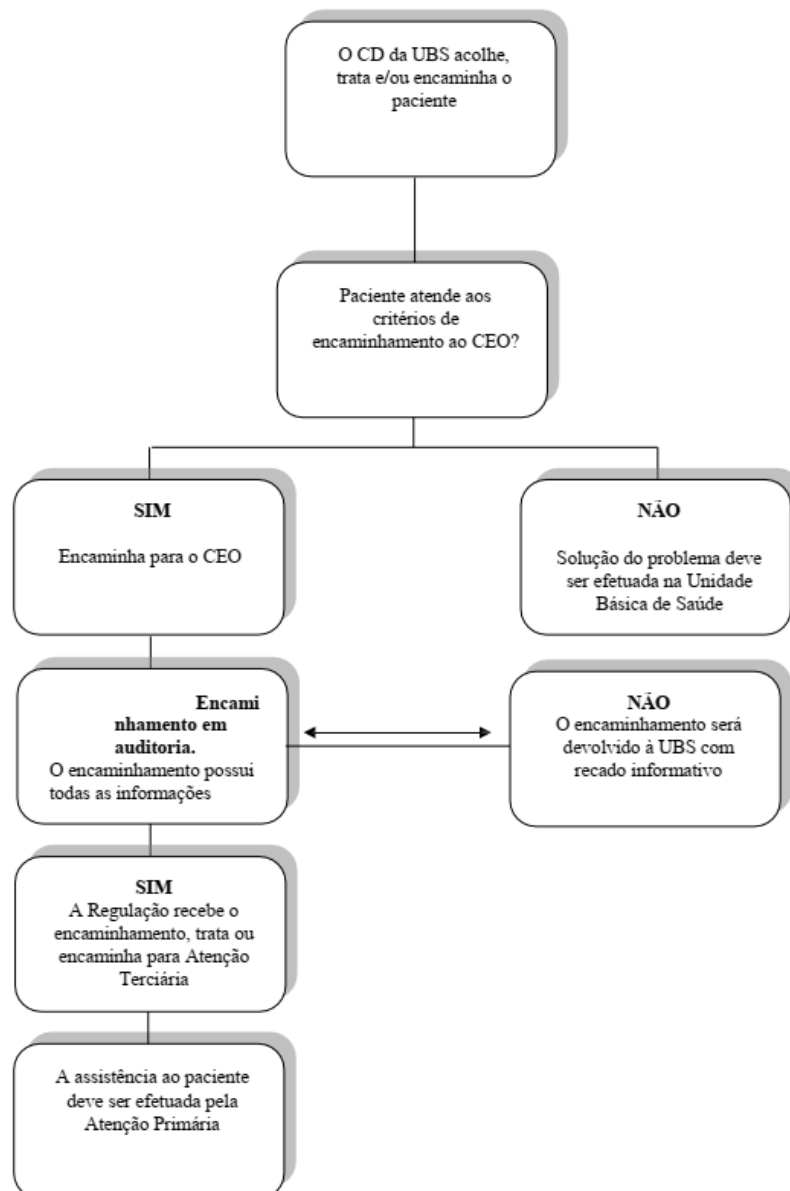 O CD da UBS acolhe,
trata e/ou encaminha o
paciente
Paciente atende aos
critérios de
encaminhamento ao CEO?
SIM
Encaminha para o CEO
NÃO
Solução do problema deve
ser efetuada na Unidade
Básica de Saúde
Encami
nhamento em
auditoria.
O encaminhamento possui
todas as informações
NÃO
O encaminhamento será
devolvido à UBS com
recado informativo
SIM
A Regulação recebe o
encaminhamento, trata ou
encaminha para Atenção
Terciária
A assistência ao paciente
deve ser efetuada pela
Atenção Primária